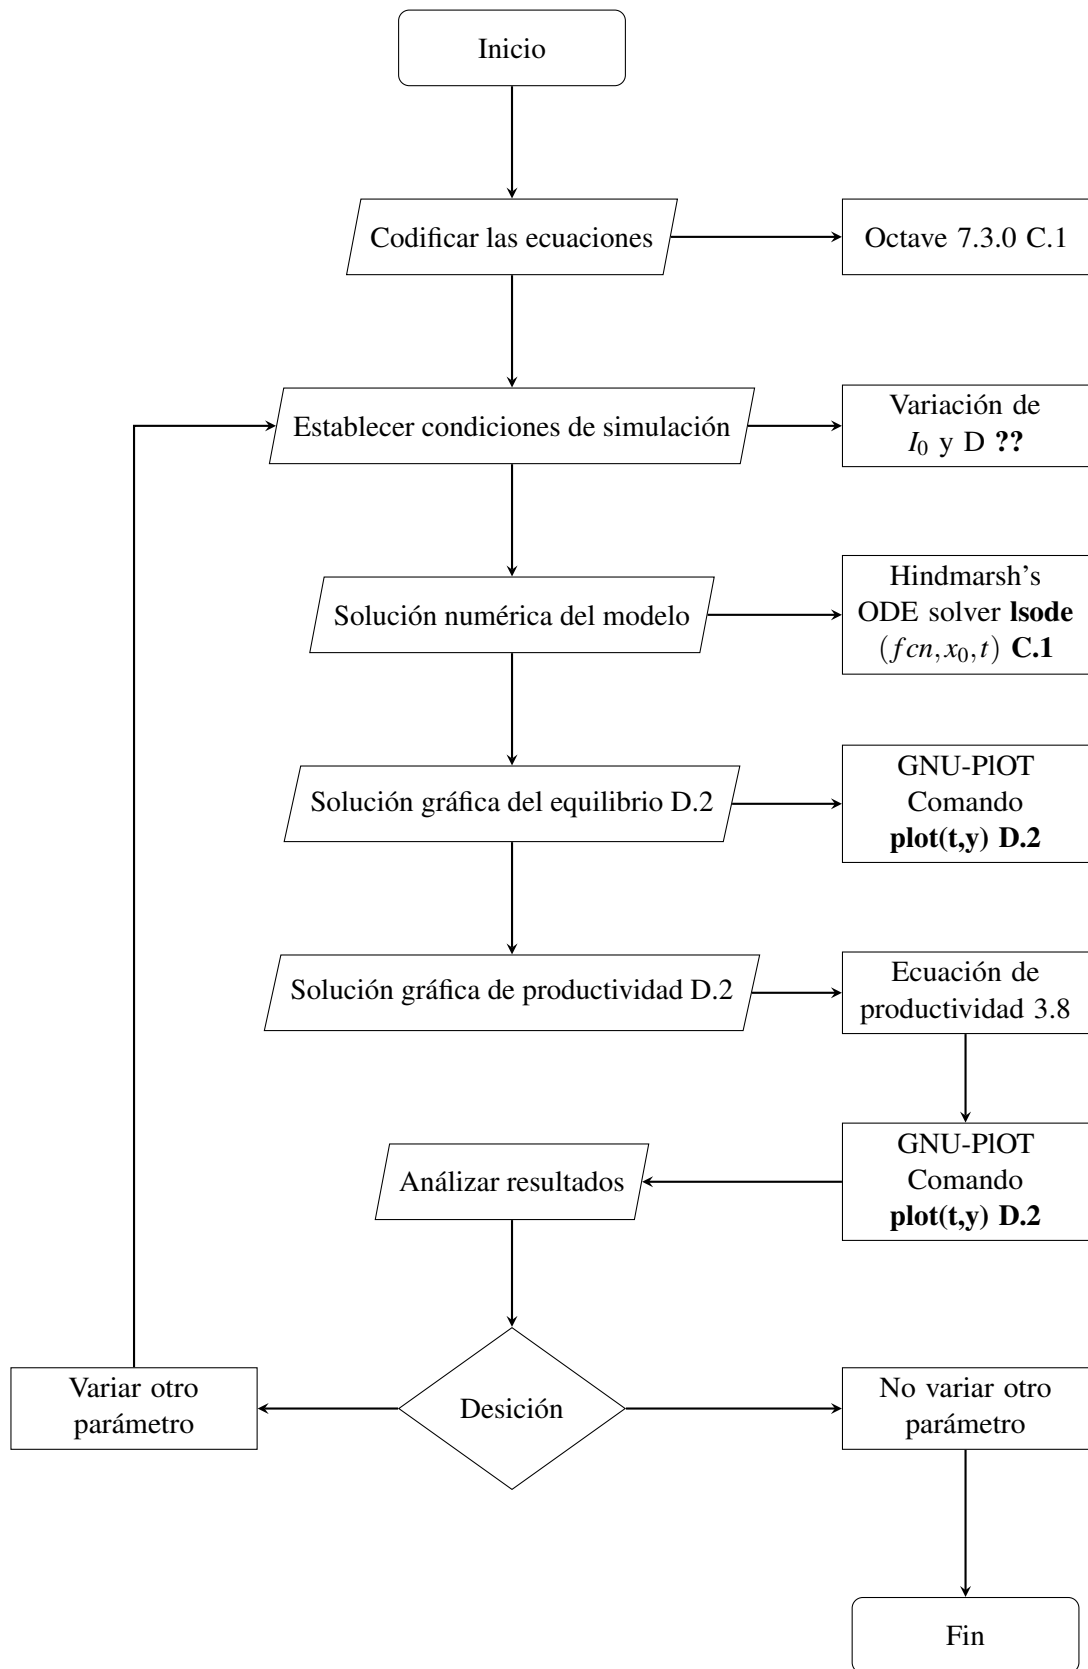 Inicio
Codificar las ecuaciones
Octave 7.3.0 C.1
Establecer condiciones de simulación
Variación de
I₀ y D ??
Solución numérica del modelo
Hindmarsh's
ODE solver lsode
(fcn,x₀,t) C.1
Solución gráfica del equilibrio D.2
GNU-PlOT
Comando
plot(t,y) D.2
Solución gráfica de productividad D.2
Ecuación de
productividad 3.8
Análizar resultados
GNU-PlOT
Comando
plot(t,y) D.2
Variar otro
parámetro
Desición
No variar otro
parámetro
Fin